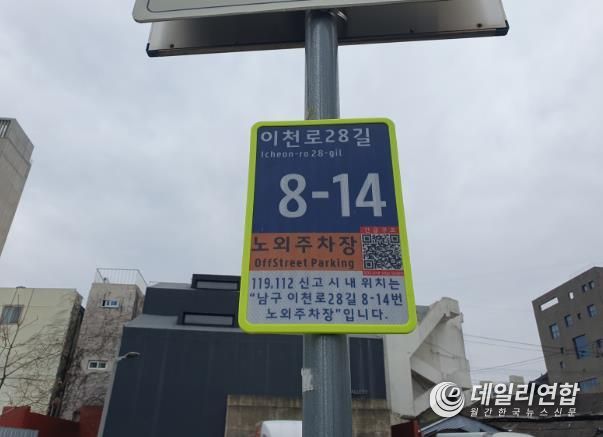 이천로28길
Icheon-ro 28-gil
8-14
노외주차장
OffStreet Parking
119.112 신고 시 내 위치는
"남구 이천로28길 8-14번
노외주차장"입니다.
데일리연합
월간한국뉴스신문